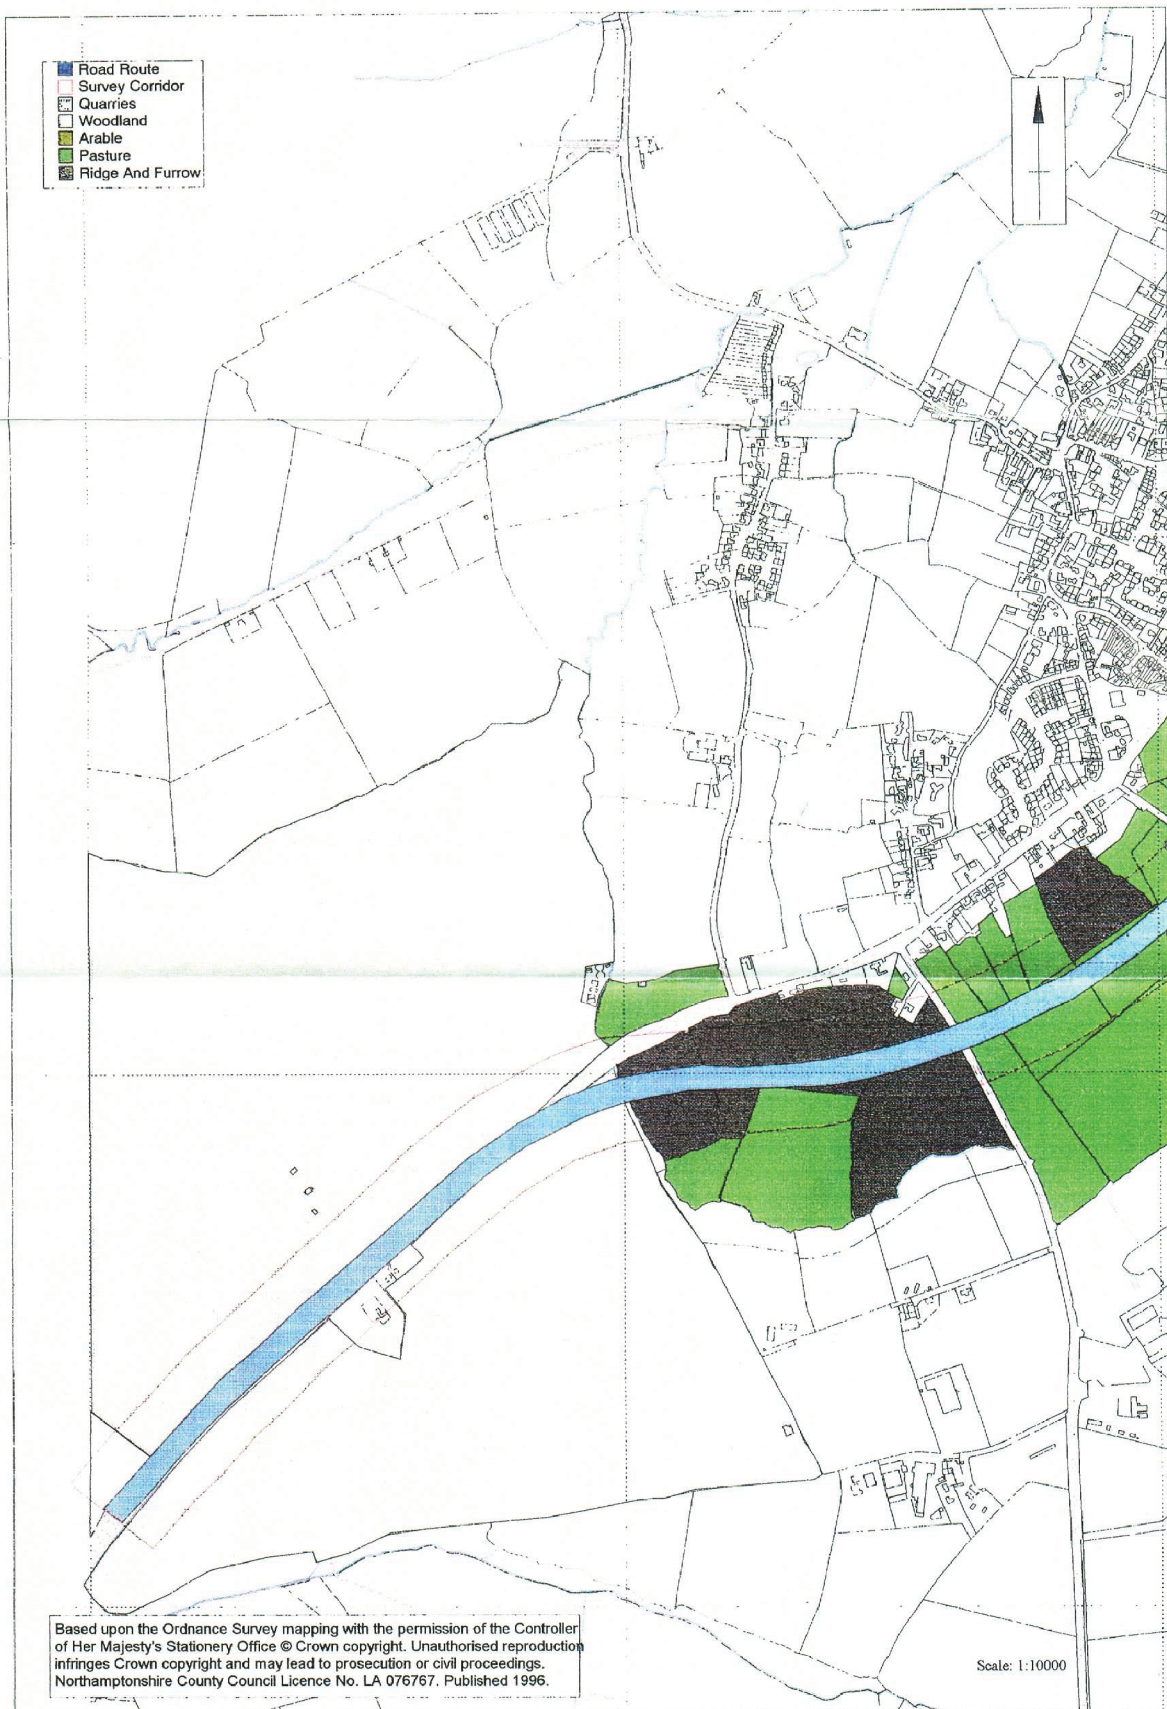 Road Route
Survey Corridor
Quarries
Woodland
Arable
Pasture
Ridge And Furrow
Based upon the Ordnance Survey mapping with the permission of the Controller
of Her Majesty's Stationery Office © Crown copyright. Unauthorised reproduction
infringes Crown copyright and may lead to prosecution or civil proceedings.
Northamptonshire County Council Licence No. LA 076767. Published 1996.
Scale: 1:10000